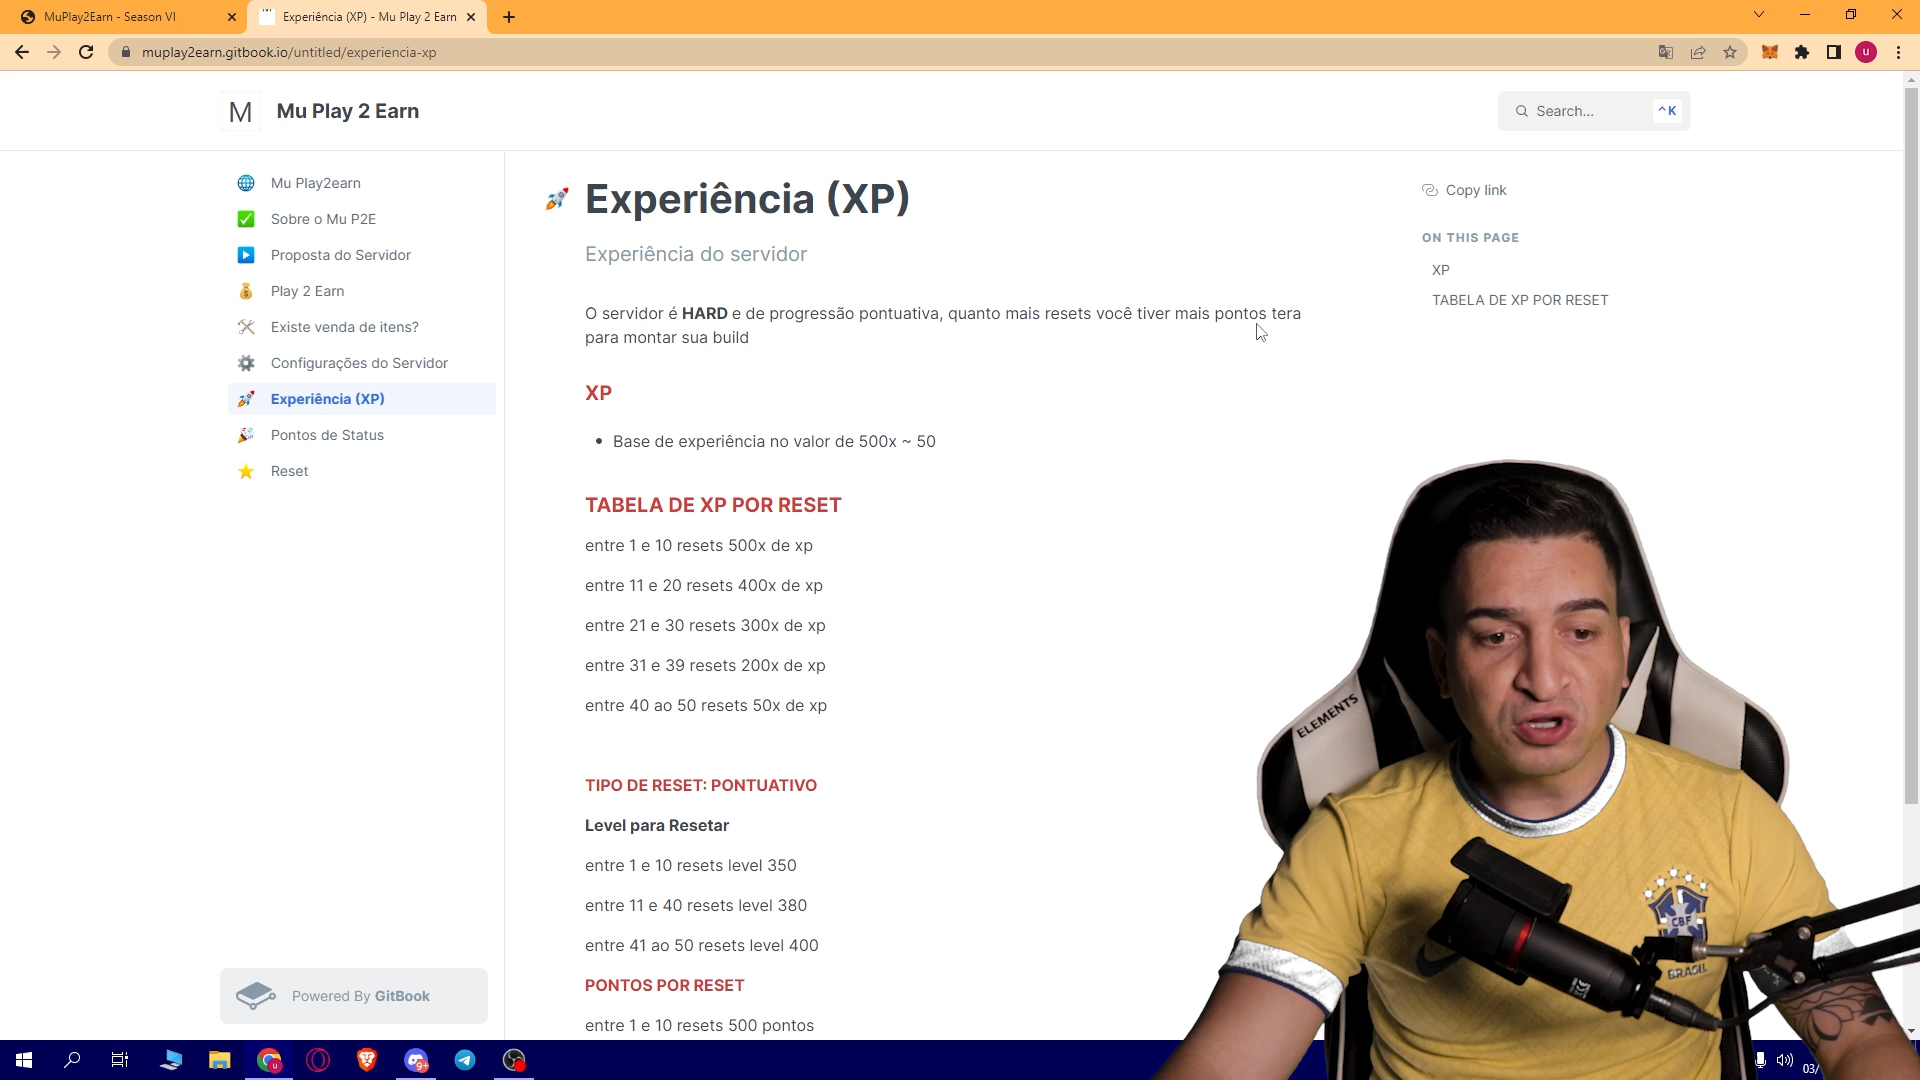 MuPlay2Earn - Season VI
Experiência (XP) - Mu Play 2 Earn
muplay2earn.gitbook.io/untitled/experiencia-xp
u
M
Mu Play 2 Earn
Search...
^K
Mu Play2earn
Sobre o Mu P2E
Proposta do Servidor
Play 2 Earn
Existe venda de itens?
Configurações do Servidor
Experiência (XP)
Pontos de Status
Reset
Powered By GitBook
Experiência (XP)
Experiência do servidor
O servidor é HARD e de progressão pontuativa, quanto mais resets você tiver mais pontos tera
para montar sua build
XP
Base de experiência no valor de 500x ~ 50
TABELA DE XP POR RESET
entre 1 e 10 resets 500x de xp
entre 11 e 20 resets 400x de xp
entre 21 e 30 resets 300x de xp
entre 31 e 39 resets 200x de xp
entre 40 ao 50 resets 50x de xp
TIPO DE RESET: PONTUATIVO
Level para Resetar
entre 1 e 10 resets level 350
entre 11 e 40 resets level 380
entre 41 ao 50 resets level 400
PONTOS POR RESET
entre 1 e 10 resets 500 pontos
Copy link
ON THIS PAGE
XP
TABELA DE XP POR RESET
ELEMENTS
CBF
BRASIL
9+
u
03/